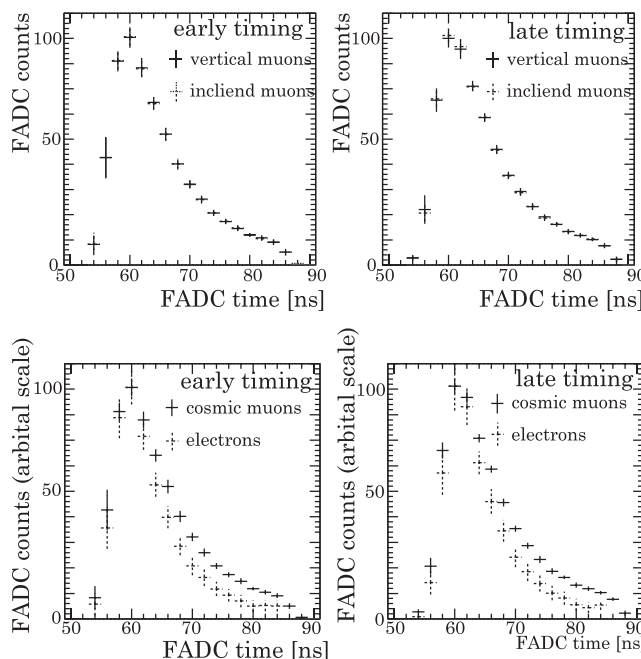 early timing
vertical muons
incliend muons
FADC counts
100
50
0
50 60 70 80 90
FADC time [ns]
late timing
vertical muons
incliend muons
FADC counts
100
50
0
50 60 70 80 90
FADC time [ns]
early timing
cosmic muons
electrons
FADC counts (arbital scale)
100
50
0
50 60 70 80 90
FADC time [ns]
late timing
cosmic muons
electrons
FADC counts (arbital scale)
100
50
0
50 60 70 80 90
FADC time [ns]